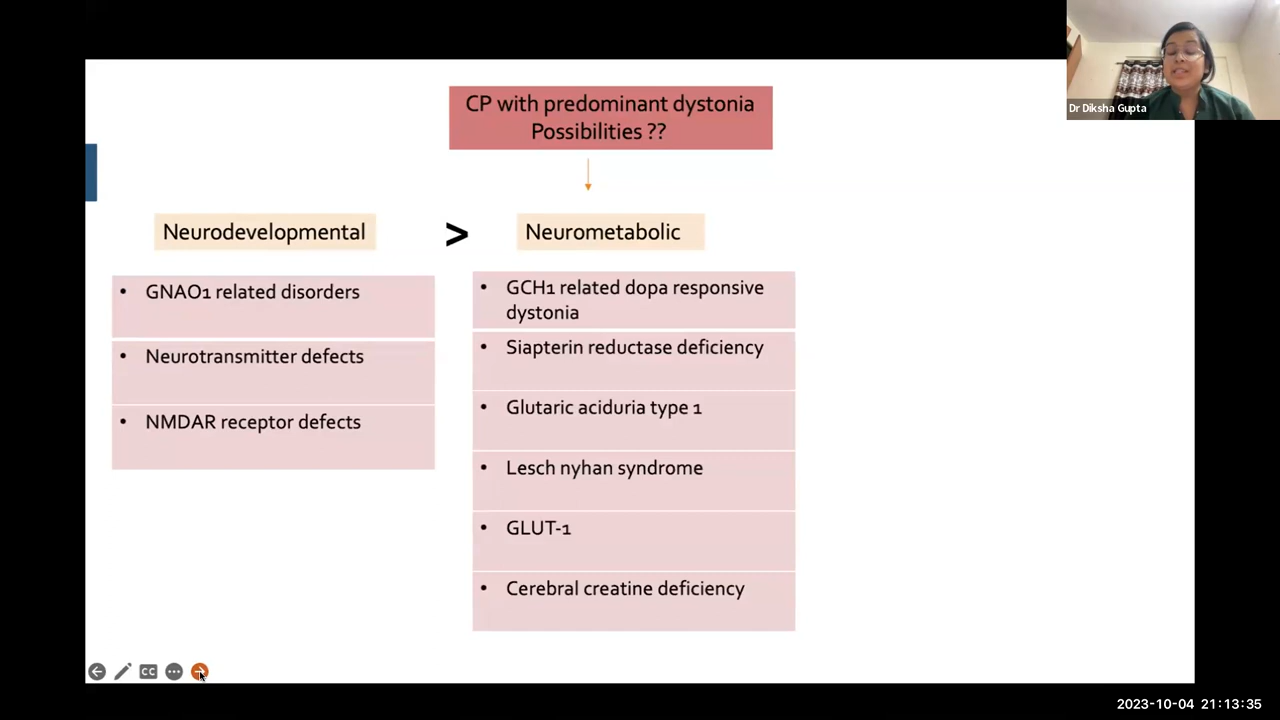 Dr Diksha Gupta
CP with predominant dystonia
Possibilities ??
Neurodevelopmental
>
Neurometabolic
• GNAO1 related disorders
• Neurotransmitter defects
• NMDAR receptor defects
• GCH1 related dopa responsive
dystonia
• Siapterin reductase deficiency
• Glutaric aciduria type 1
• Lesch nyhan syndrome
• GLUT-1
• Cerebral creatine deficiency
CC
2023-10-04 21:13:35